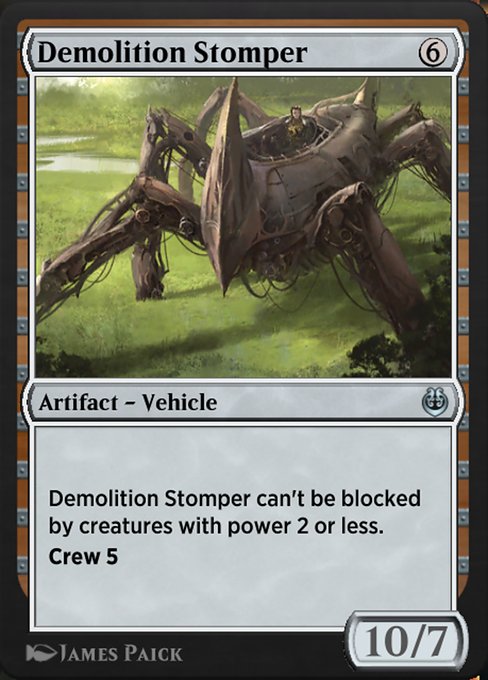 Demolition Stomper 6
Artifact – Vehicle
Demolition Stomper can't be blocked
by creatures with power 2 or less.
Crew 5
10/7
James Paick